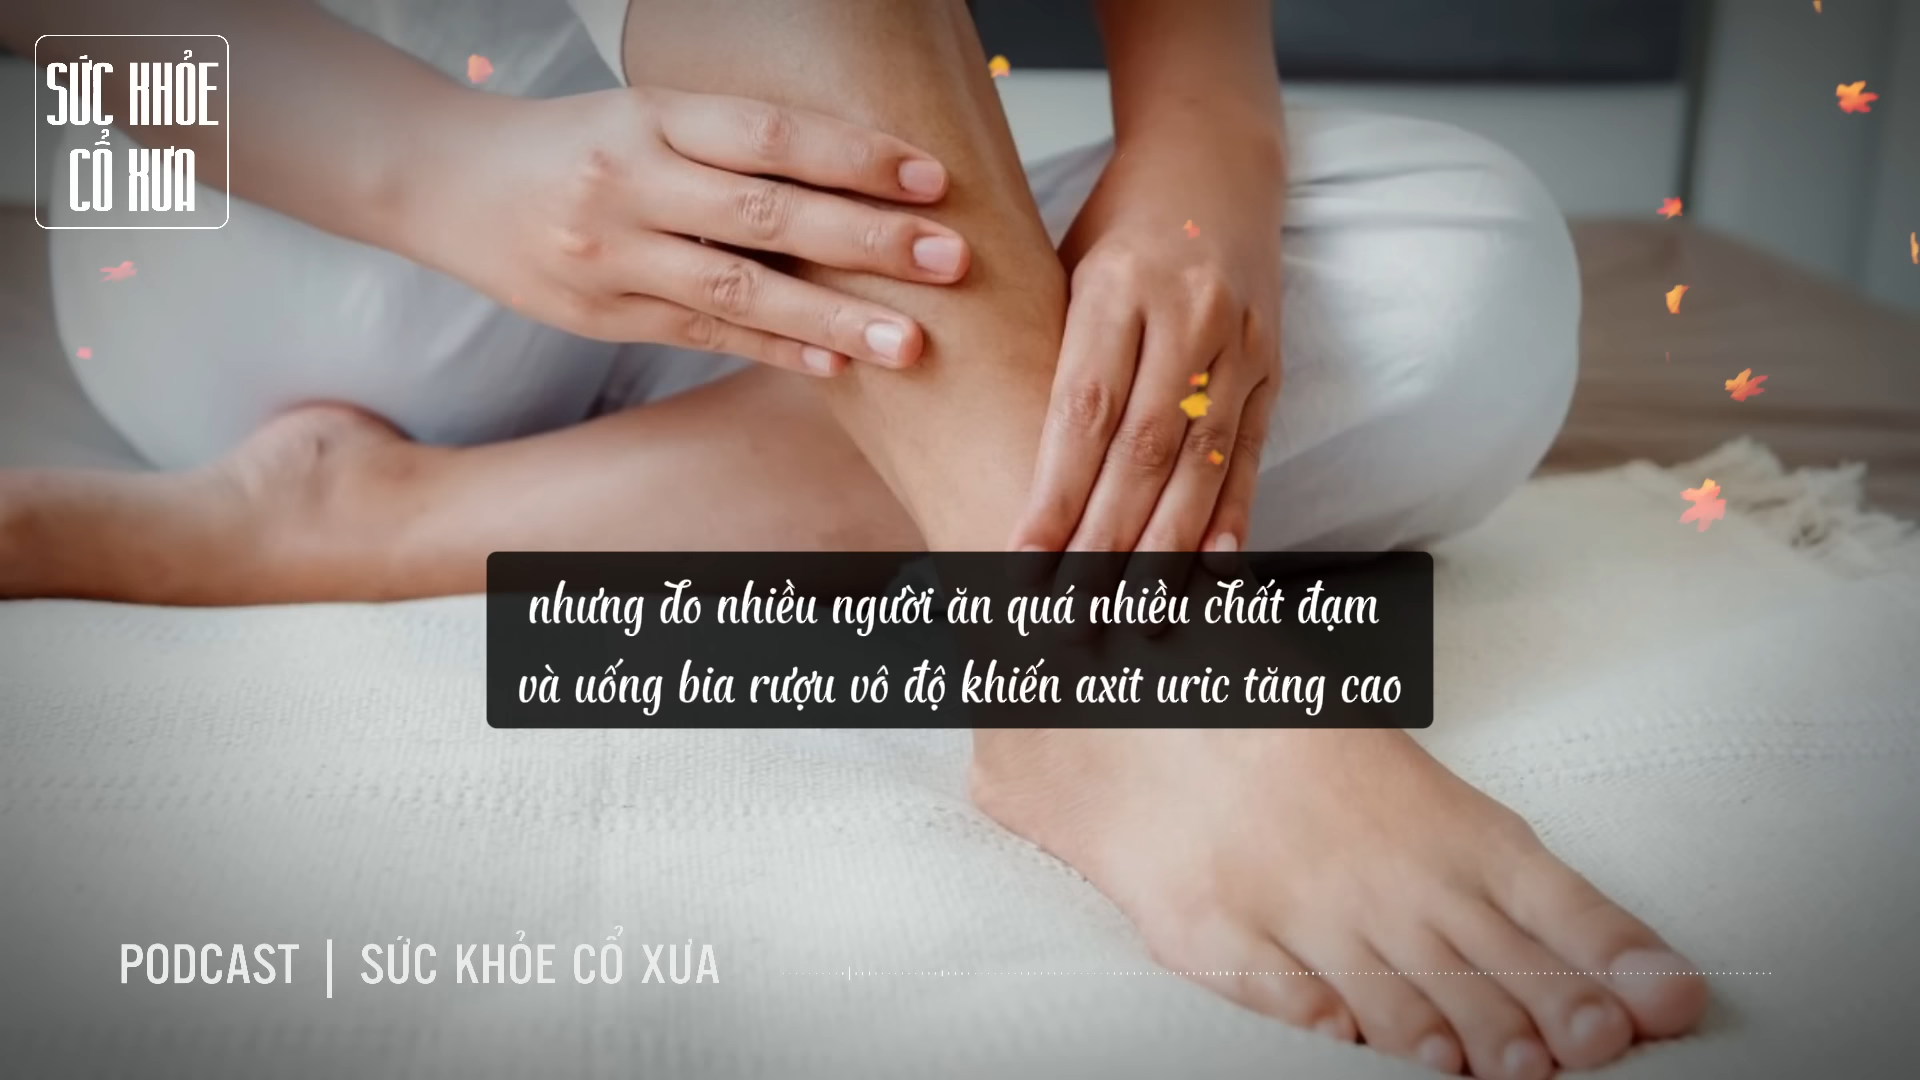 SỨC KHỎE
CỔ XƯA
nhưng do nhiều người ăn quá nhiều chất đạm
và uống bia rượu vô độ khiến axit uric tăng cao
PODCAST | SỨC KHỎE CỔ XƯA